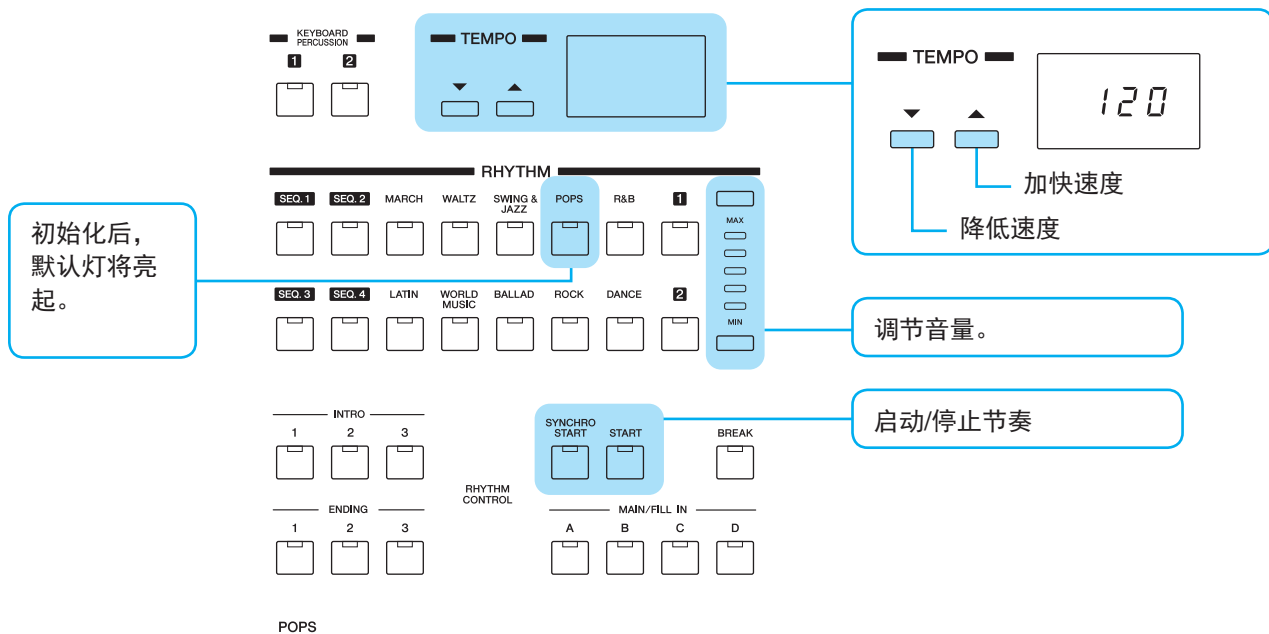 KEYBOARD
PERCUSSION
1 2
TEMPO
TEMPO
120
加快速度
降低速度
RHYTHM
SEQ. 1 SEQ. 2 MARCH WALTZ SWING &
JAZZ POPS R&B 1
MAX
初始化后，
默认灯将亮
起。
SEQ. 3 SEQ. 4 LATIN WORLD
MUSIC BALLAD ROCK DANCE 2
MIN
调节音量。
INTRO
1 2 3
SYNCHRO
START START BREAK
启动/停止节奏
RHYTHM
CONTROL
ENDING
1 2 3
MAIN/FILL IN
A B C D
POPS